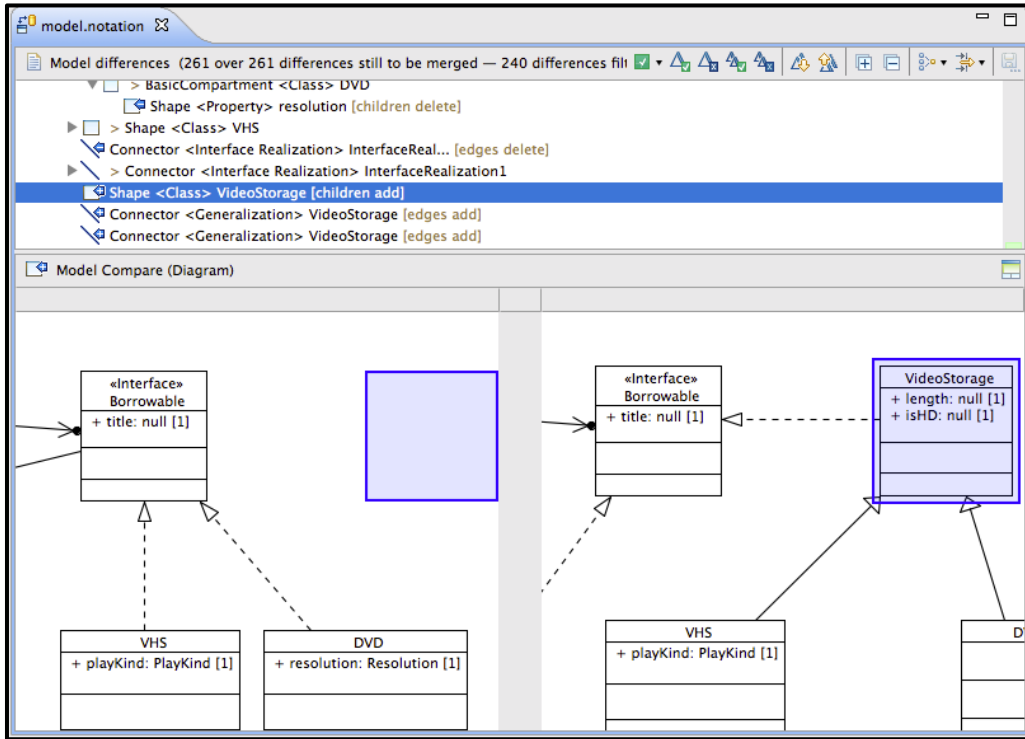 model.notation
Model differences (261 over 261 differences still to be merged — 240 differences filt
> BasicCompartment <Class> DVD
Shape <Property> resolution [children delete]
> Shape <Class> VHS
Connector <Interface Realization> InterfaceReal... [edges delete]
> Connector <Interface Realization> InterfaceRealization1
Shape <Class> VideoStorage [children add]
Connector <Generalization> VideoStorage [edges add]
Connector <Generalization> VideoStorage [edges add]
Model Compare (Diagram)
«Interface»
Borrowable
+ title: null [1]
VHS
+ playKind: PlayKind [1]
DVD
+ resolution: Resolution [1]
«Interface»
Borrowable
+ title: null [1]
VideoStorage
+ length: null [1]
+ isHD: null [1]
VHS
+ playKind: PlayKind [1]